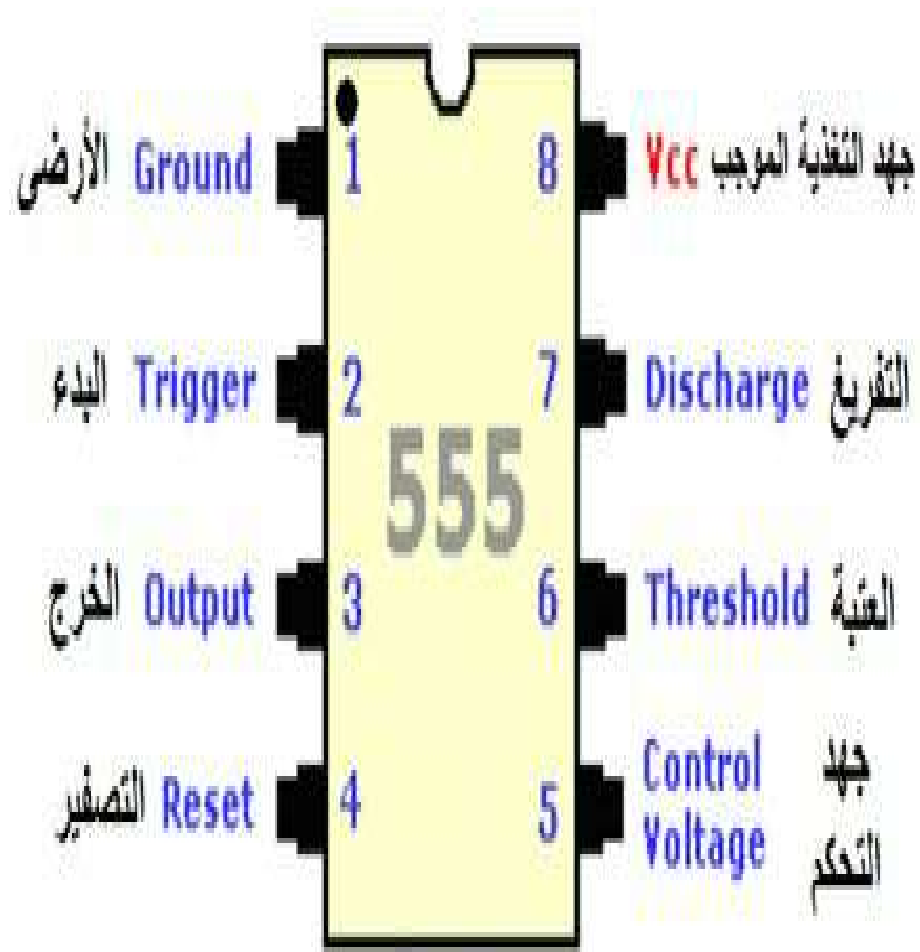 الأرضى Ground 1
8 Vcc جهد التغذية الموجب
البدء Trigger 2
7 Discharge التفريغ
555
الخرج Output 3
6 Threshold العتبة
التصفير Reset 4
5 Control Voltage جهد التحكم